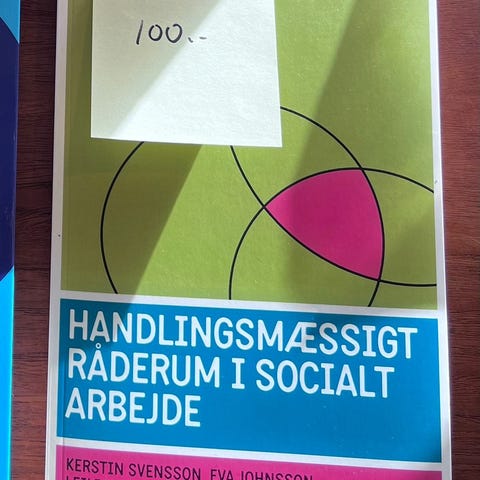 100.-
HANDLINGSMÆSSIGT
RÅDERUM I SOCIALT
ARBEJDE
KERSTIN SVENSSON, EVA JOHNSSON